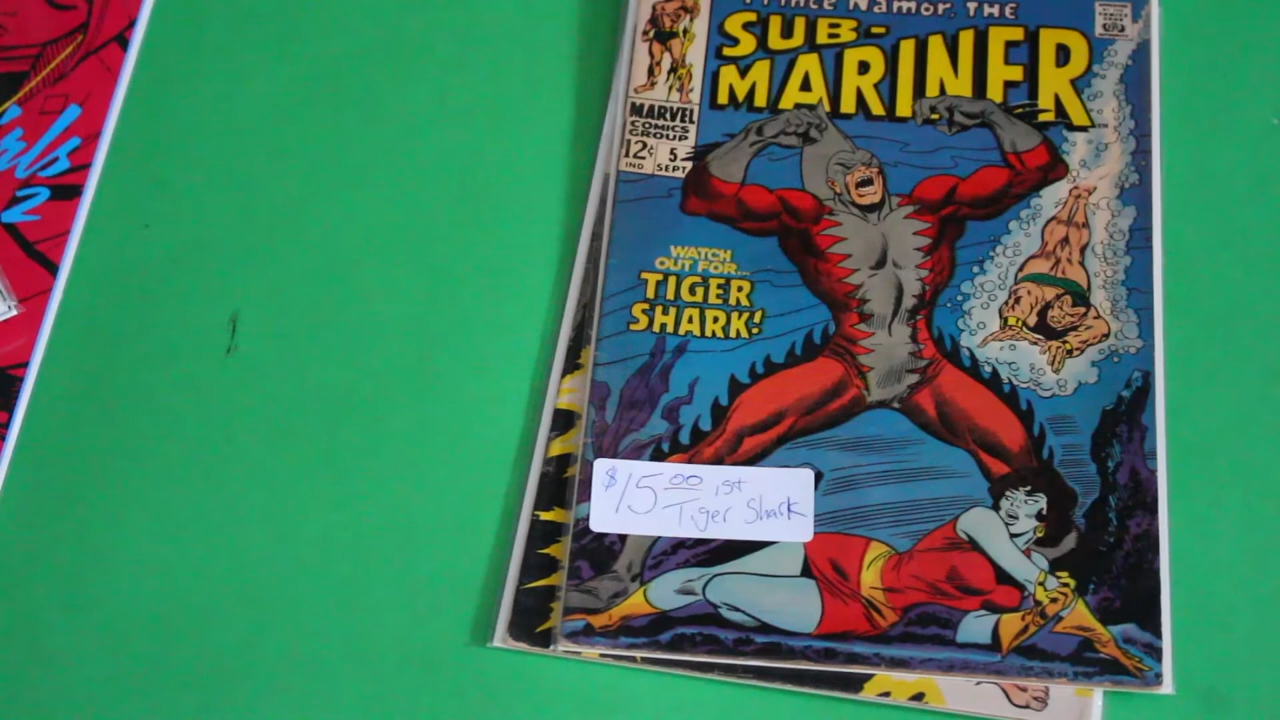 Prince Namor, THE
SUB-
MARINER
MARVEL
COMICS
GROUP
12¢
IND.
5
SEPT
WATCH
OUT FOR...
TIGER
SHARK!
$15.00 1st
Tiger Shark
2